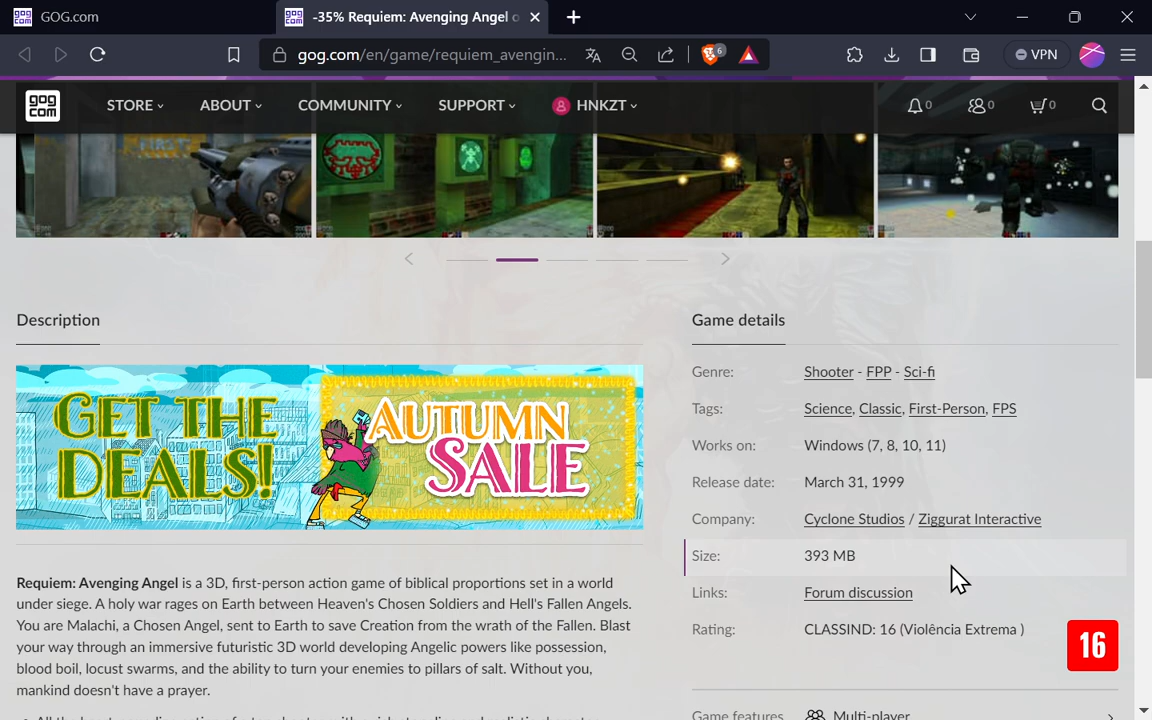 GOG.com
-35% Requiem: Avenging Angel o
gog.com/en/game/requiem_avengin...
6
VPN
gog
com
STORE
ABOUT
COMMUNITY
SUPPORT
HNKZT
0
0
0
FIRST
Description
GET THE
DEALS!
AUTUMN
SALE
Requiem: Avenging Angel is a 3D, first-person action game of biblical proportions set in a world
under siege. A holy war rages on Earth between Heaven's Chosen Soldiers and Hell's Fallen Angels.
You are Malachi, a Chosen Angel, sent to Earth to save Creation from the wrath of the Fallen. Blast
your way through an immersive futuristic 3D world developing Angelic powers like possession,
blood boil, locust swarms, and the ability to turn your enemies to pillars of salt. Without you,
mankind doesn't have a prayer.
Game details
Genre: Shooter - FPP - Sci-fi
Tags: Science, Classic, First-Person, FPS
Works on: Windows (7, 8, 10, 11)
Release date: March 31, 1999
Company: Cyclone Studios / Ziggurat Interactive
Size: 393 MB
Links: Forum discussion
Rating: CLASSIND: 16 (Violência Extrema )
16
Game features Multi-player